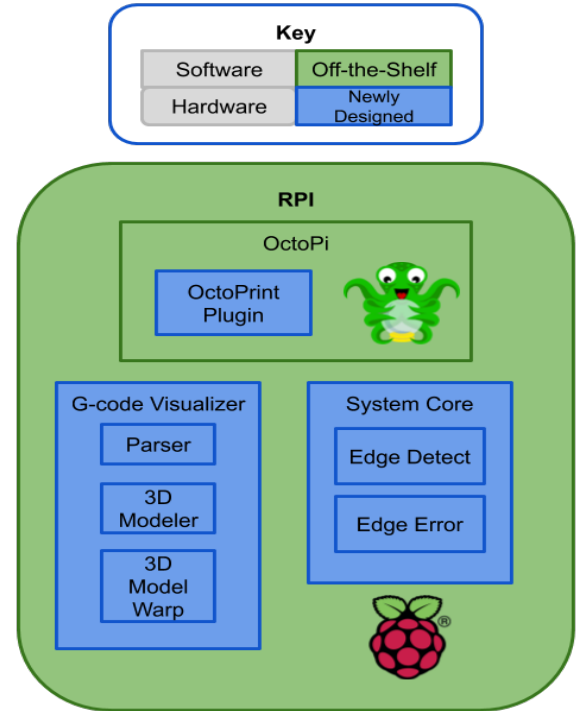 Key
Software Off-the-Shelf
Hardware Newly
Designed
RPI
OctoPi
OctoPrint
Plugin
G-code Visualizer
Parser
3D
Modeler
3D
Model
Warp
System Core
Edge Detect
Edge Error
®